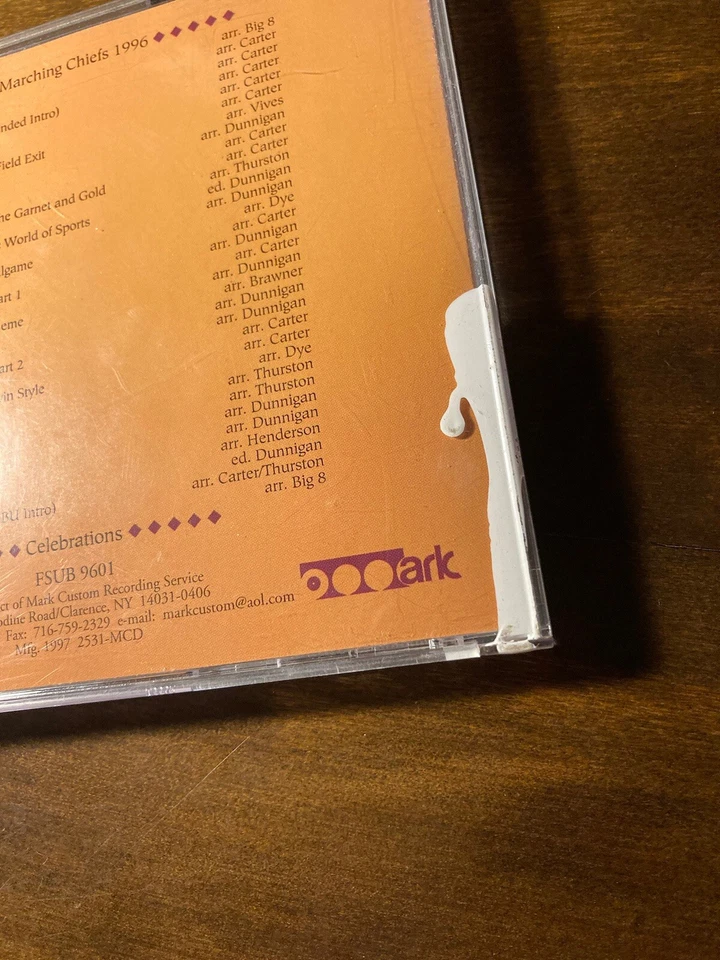 Marching Chiefs 1996
nded Intro)
ield Exit
he Garnet and Gold
World of Sports
lgame
art 1
eme
art 2
in Style
BU Intro)
arr. Big 8
arr. Carter
arr. Carter
arr. Carter
arr. Carter
arr. Carter
arr. Vives
arr. Dunnigan
arr. Carter
arr. Carter
arr. Thurston
ed. Dunnigan
arr. Dunnigan
arr. Dye
arr. Carter
arr. Dunnigan
arr. Carter
arr. Dunnigan
arr. Brawner
arr. Dunnigan
arr. Dunnigan
arr. Carter
arr. Carter
arr. Dye
arr. Thurston
arr. Thurston
arr. Dunnigan
arr. Dunnigan
arr. Henderson
ed. Dunnigan
arr. Carter/Thurston
arr. Big 8
Celebrations
FSUB 9601
ct of Mark Custom Recording Service
odine Road/Clarence, NY 14031-0406
Fax: 716-759-2329 e-mail: markcustom@aol.com
Mfg. 1997 2531-MCD
mark